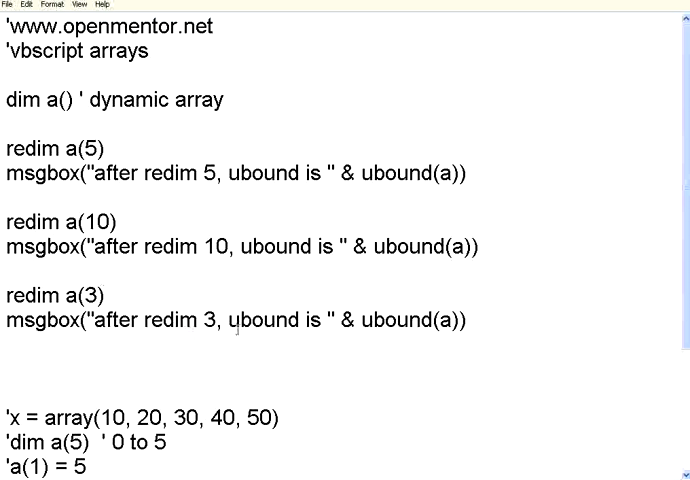 File Edit Format View Help
'www.openmentor.net
'vbscript arrays
dim a() ' dynamic array
redim a(5)
msgbox("after redim 5, ubound is " & ubound(a))
redim a(10)
msgbox("after redim 10, ubound is " & ubound(a))
redim a(3)
msgbox("after redim 3, ubound is " & ubound(a))
'x = array(10, 20, 30, 40, 50)
'dim a(5)  ' 0 to 5
'a(1) = 5